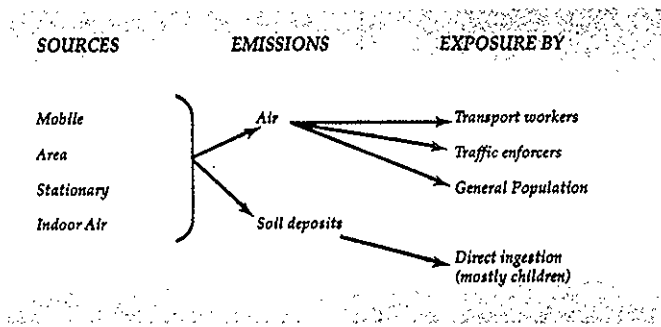 SOURCES EMISSIONS EXPOSURE BY
Mobile Air Transport workers
Area Traffic enforcers
Stationary General Population
Indoor Air Soil deposits
Direct ingestion
(mostly children)